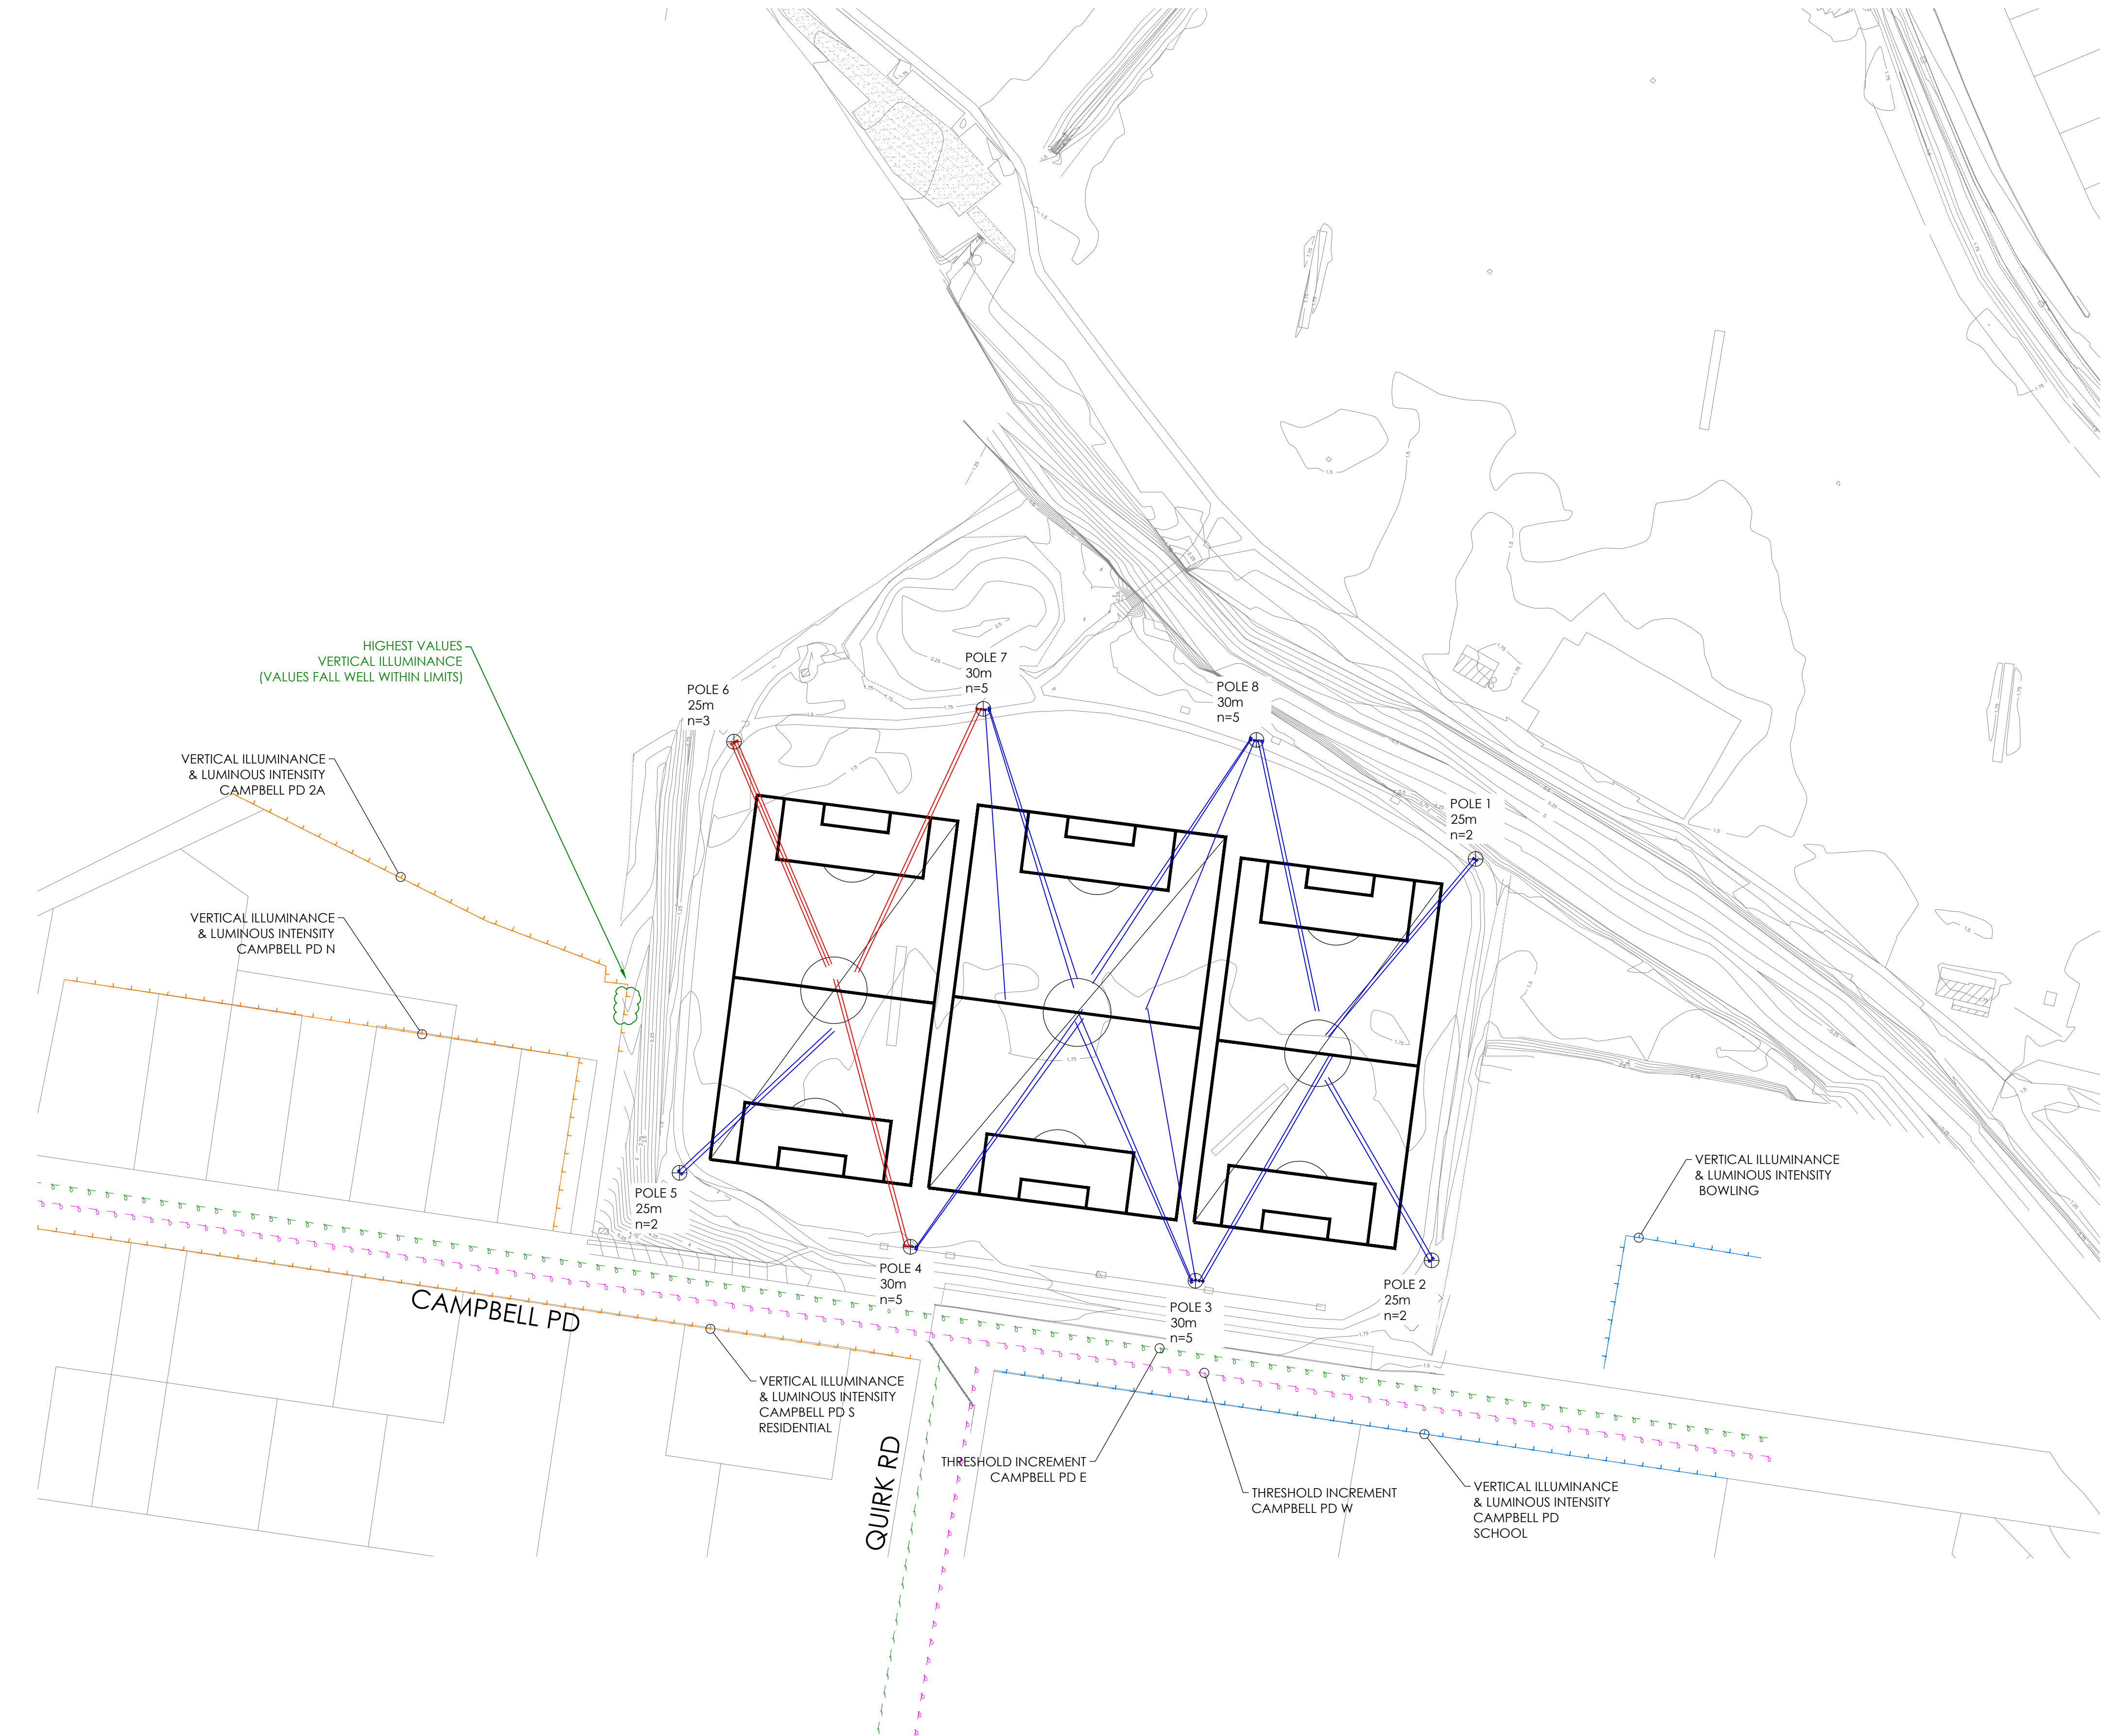 HIGHEST VALUES
VERTICAL ILLUMINANCE
(VALUES FALL WELL WITHIN LIMITS)
POLE 7
30m
n=5
POLE 6
25m
n=3
POLE 8
30m
n=5
VERTICAL ILLUMINANCE
& LUMINOUS INTENSITY
CAMPBELL PD 2A
POLE 1
25m
n=2
VERTICAL ILLUMINANCE
& LUMINOUS INTENSITY
CAMPBELL PD N
POLE 5
25m
n=2
VERTICAL ILLUMINANCE
& LUMINOUS INTENSITY
BOWLING
POLE 4
30m
n=5
POLE 3
30m
n=5
POLE 2
25m
n=2
CAMPBELL PD
VERTICAL ILLUMINANCE
& LUMINOUS INTENSITY
CAMPBELL PD S
RESIDENTIAL
QUIRK RD
THRESHOLD INCREMENT
CAMPBELL PD E
THRESHOLD INCREMENT
CAMPBELL PD W
VERTICAL ILLUMINANCE
& LUMINOUS INTENSITY
CAMPBELL PD
SCHOOL